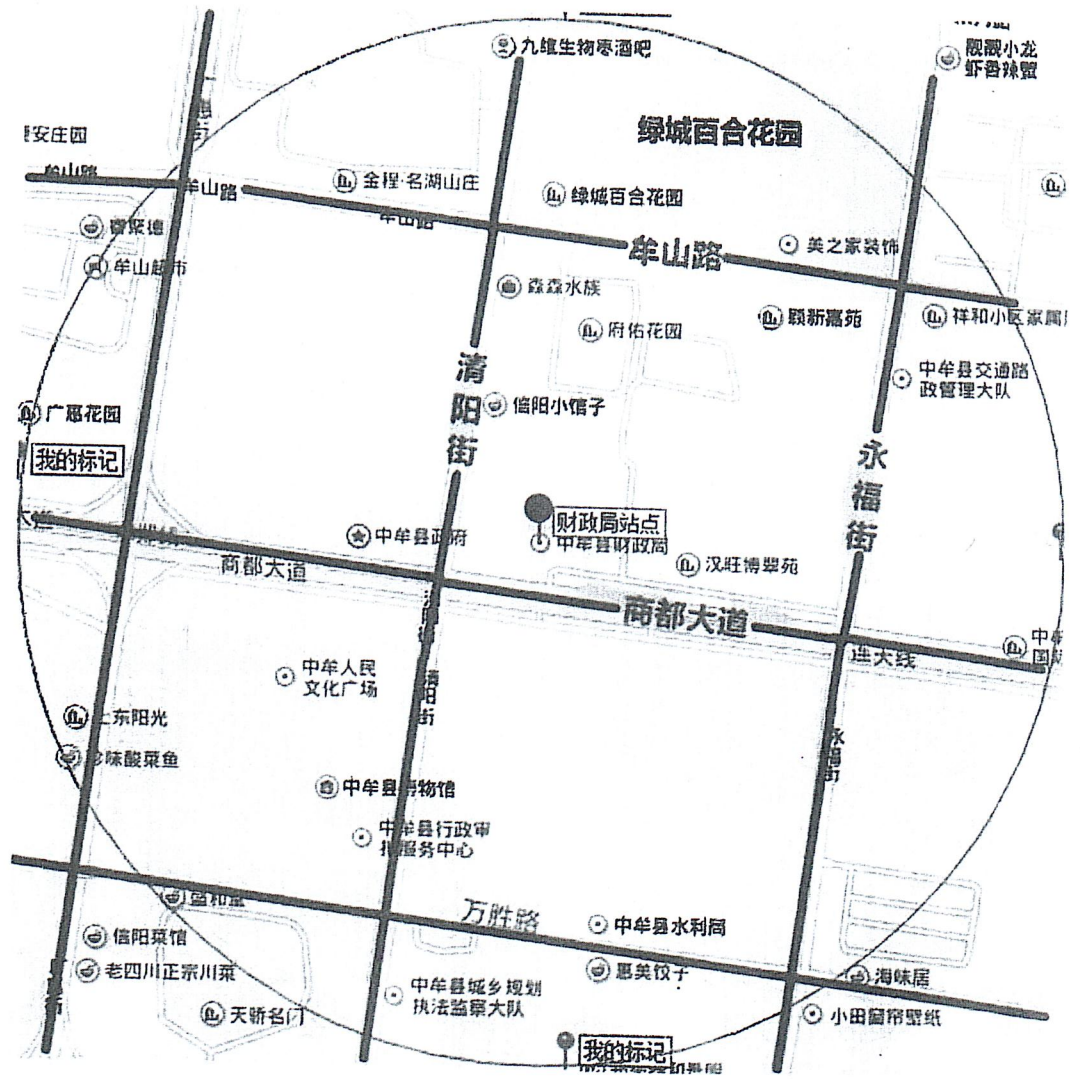 九维生物枣酒吧
靓靓小龙
虾香辣蟹
绿城百合花园
安庄园
牟山路
牟山路
金程·名湖山庄
绿城百合花园
牟山路
睿聚德
牟山路
美之家装饰
牟山超市
森森水族
府佑花园
颐新嘉苑
祥和小区家属
中牟县交通路
政管理大队
清阳街
信阳小馆子
广惠花园
我的标记
永福街
财政局站点
中牟县财政局
中牟县政府
汉旺博翠苑
商都大道
商都大道
连大线
中牟人民
文化广场
清阳街
上东阳光
珍味酸菜鱼
永福街
中牟县博物馆
中牟县行政审
批服务中心
万胜路
中牟县水利局
信阳菜馆
老四川正宗川菜
惠美饺子
海味居
中牟县城乡规划
执法监察大队
天骄名门
小田窗帘壁纸
我的标记